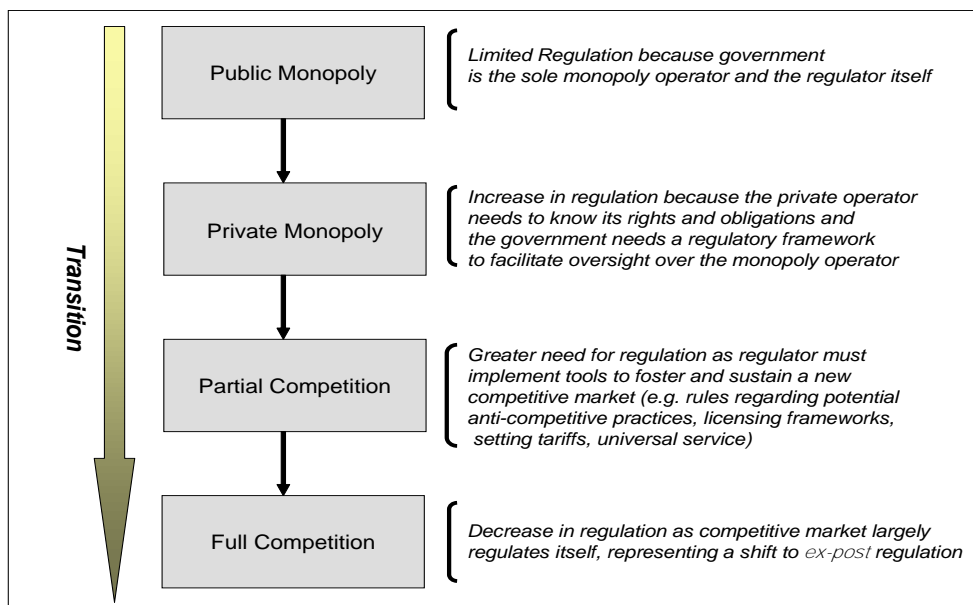 Public Monopoly
Limited Regulation because government
is the sole monopoly operator and the regulator itself
Private Monopoly
Increase in regulation because the private operator
needs to know its rights and obligations and
the government needs a regulatory framework
to facilitate oversight over the monopoly operator
Transition
Partial Competition
Greater need for regulation as regulator must
implement tools to foster and sustain a new
competitive market (e.g. rules regarding potential
anti-competitive practices, licensing frameworks,
setting tariffs, universal service)
Full Competition
Decrease in regulation as competitive market largely
regulates itself, representing a shift to ex-post regulation